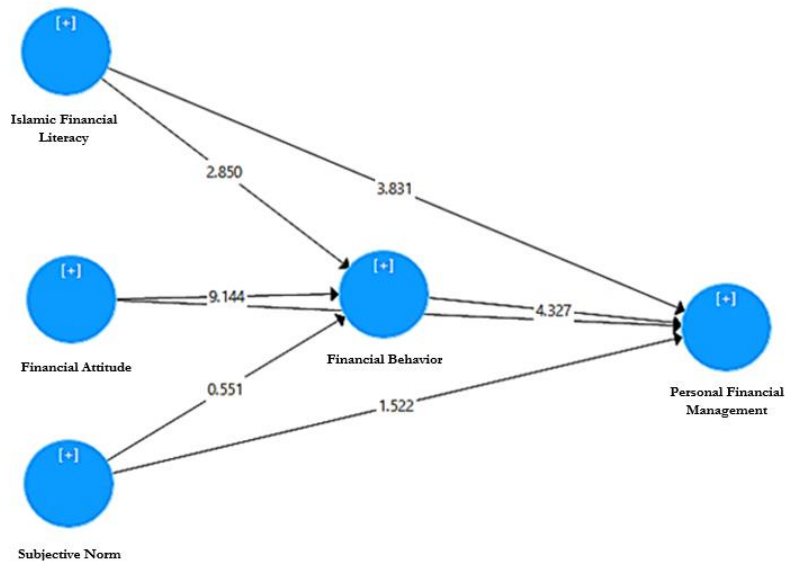 [+]
Islamic Financial
Literacy
2.850
3.831
[+]
9.144
[+]
4.327
[+]
Financial Attitude
Financial Behavior
0.551
1.522
Personal Financial
Management
[+]
Subjective Norm